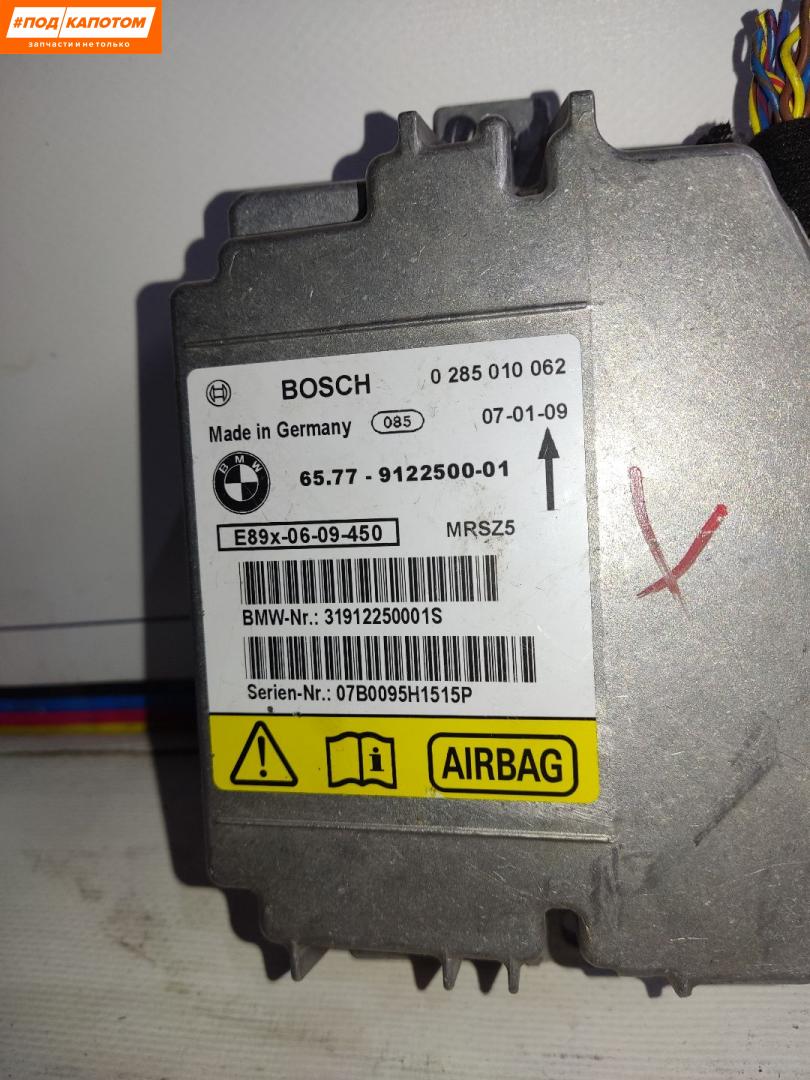 #ПОД КАПОТОМ
запчасти и не только
BOSCH 0 285 010 062
Made in Germany 085 07-01-09
BMW
65.77 - 9122500-01
E89x-06-09-450 MRSZ5
BMW-Nr.: 31912250001S
Serien-Nr.: 07B0095H1515P
! i AIRBAG